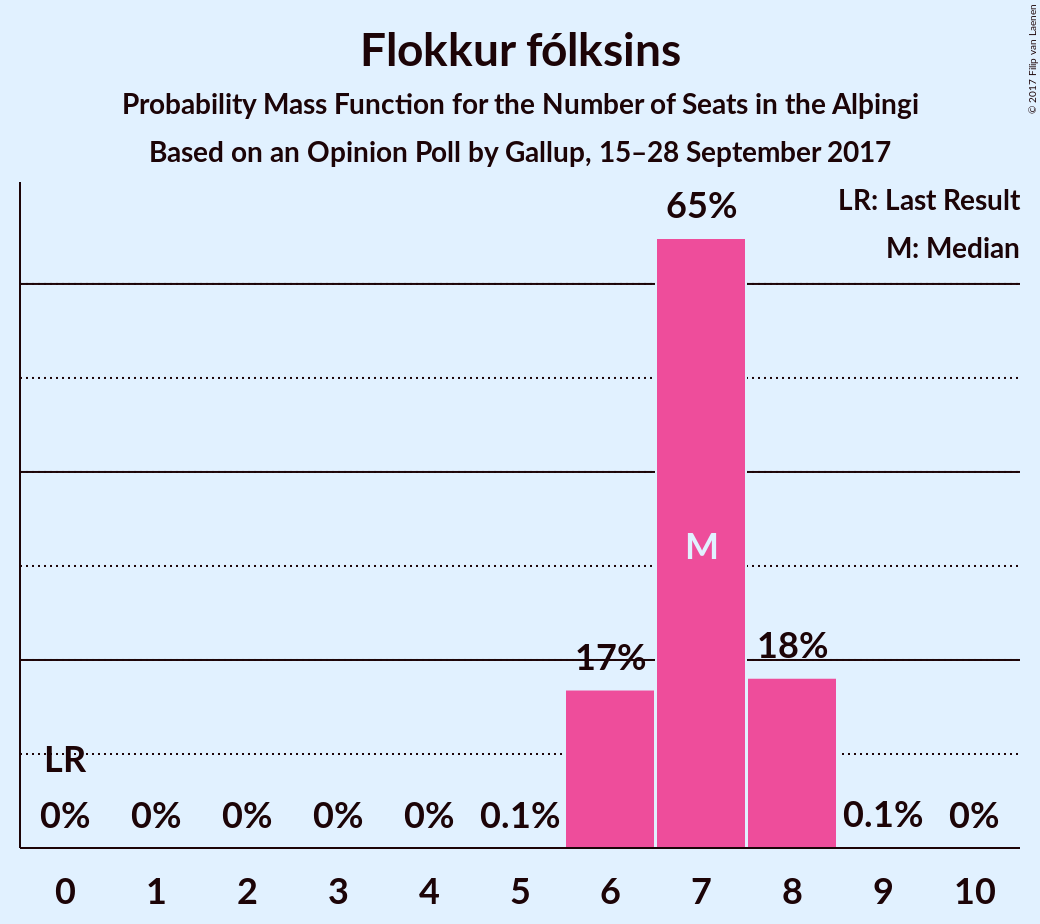 Flokkur fólksins
Probability Mass Function for the Number of Seats in the Alþingi
Based on an Opinion Poll by Gallup, 15–28 September 2017
© 2017 Filip van Laenen
LR: Last Result
M: Median
65%
M
17%
18%
LR
0% 0% 0% 0% 0% 0.1% 0.1% 0%
0 1 2 3 4 5 6 7 8 9 10